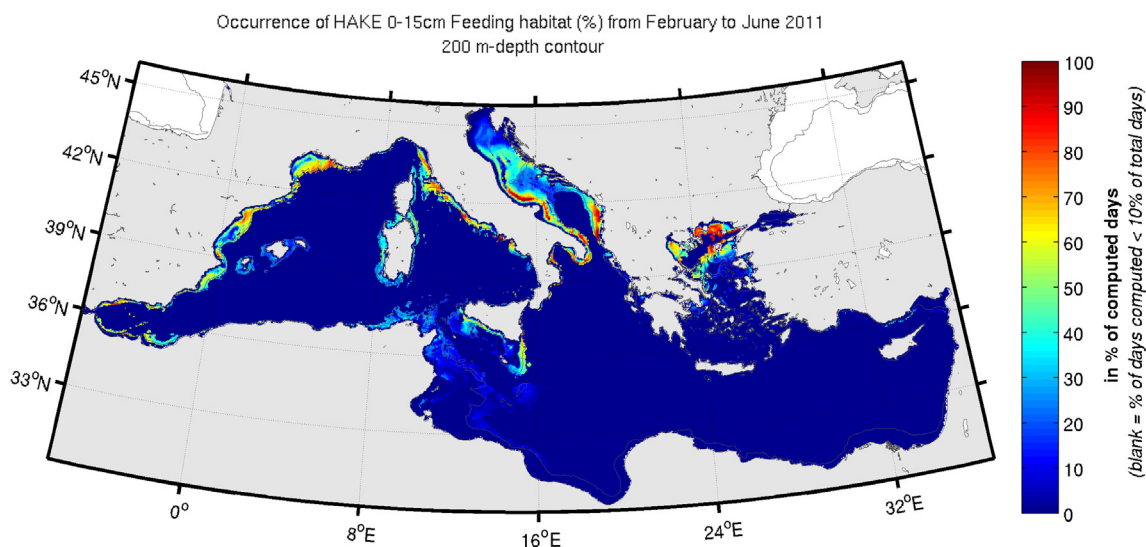 Occurrence of HAKE 0-15cm Feeding habitat (%) from February to June 2011
200 m-depth contour
45°N
42°N
39°N
36°N
33°N
0°
8°E
16°E
24°E
32°E
100
90
80
70
60
50
40
30
20
10
0
in % of computed days
(blank = % of days computed < 10% of total days)